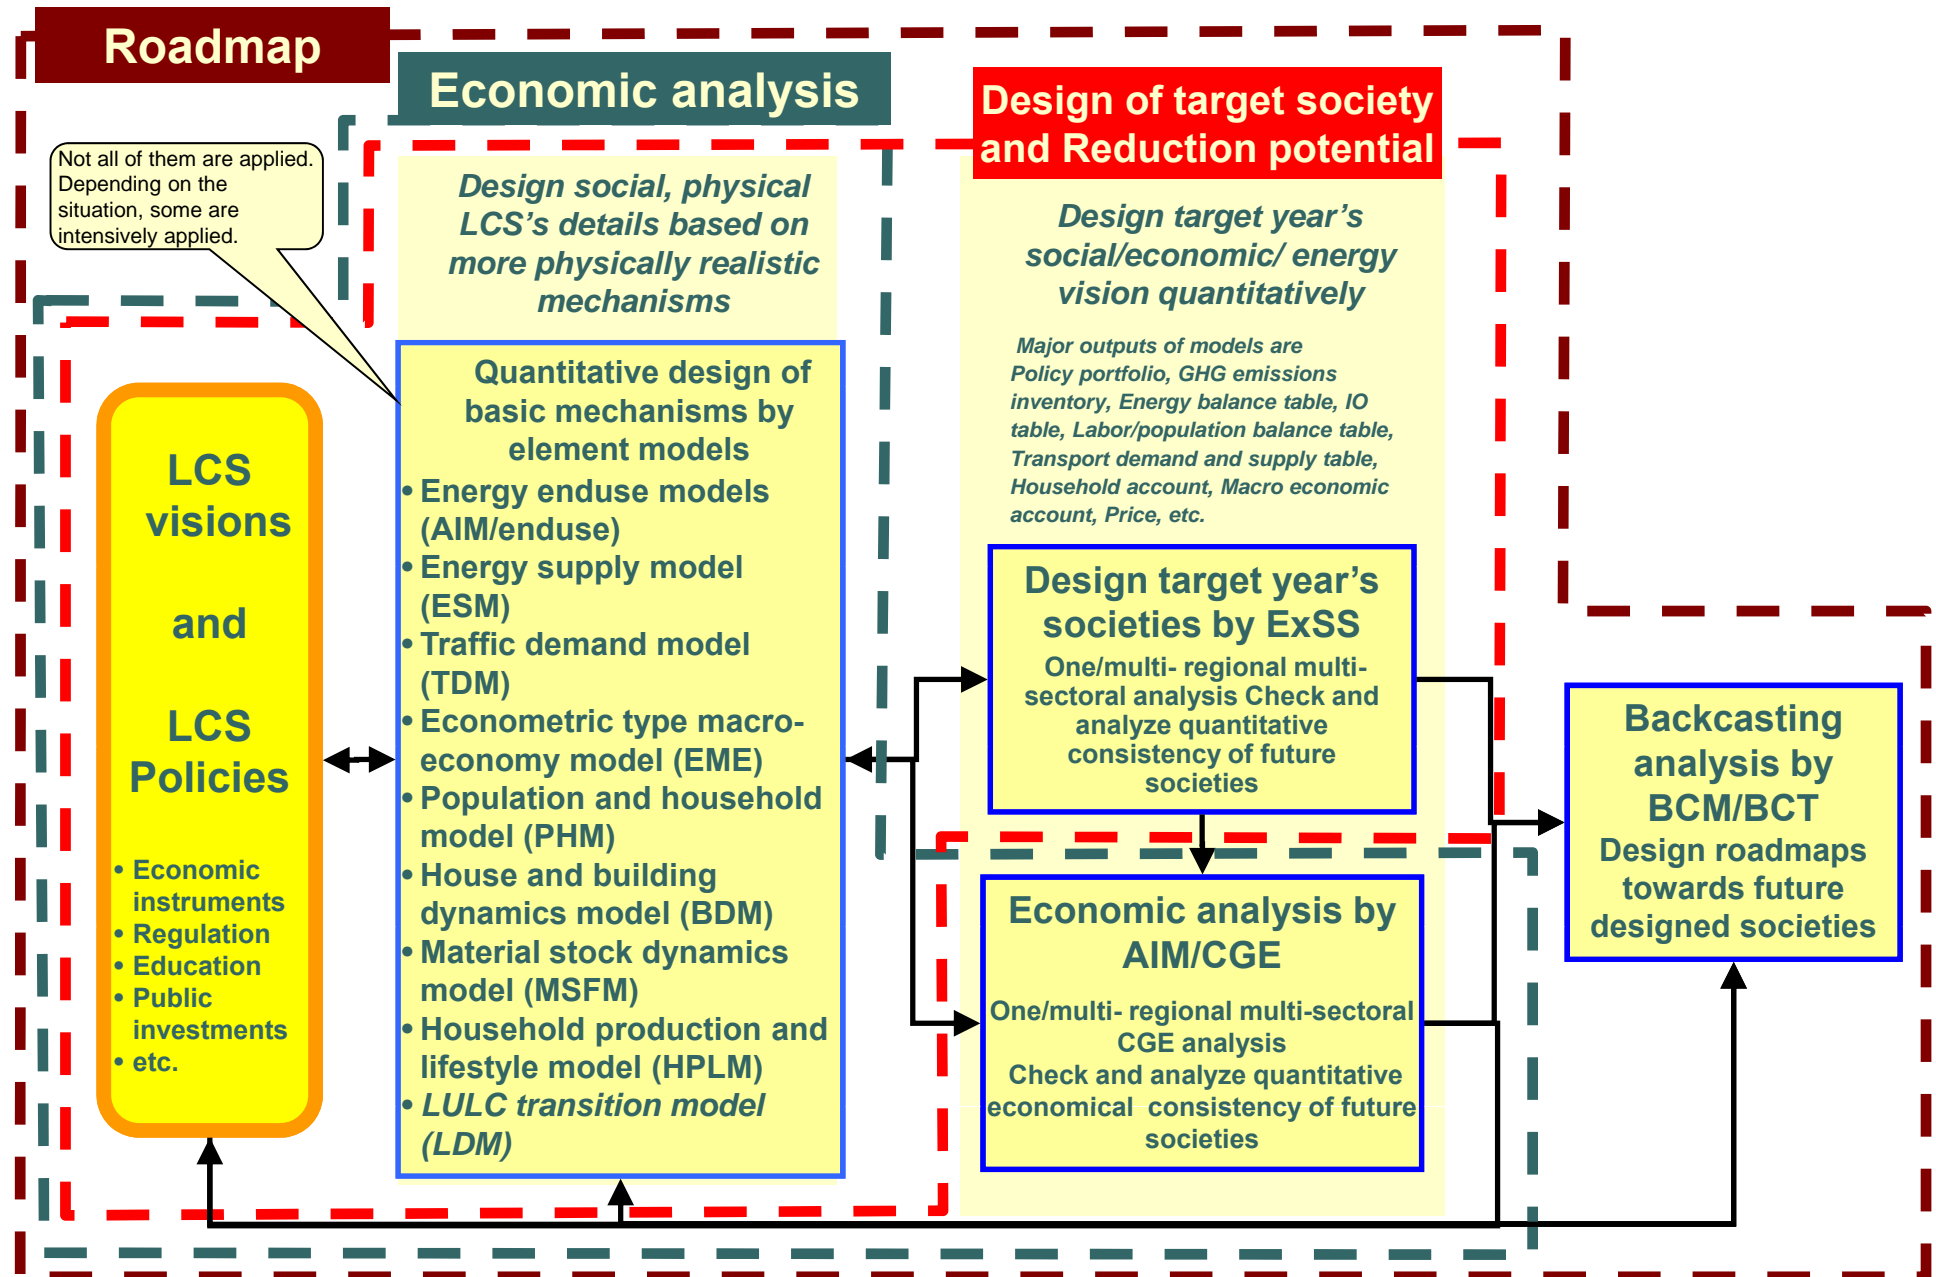 Roadmap
Economic analysis
Design of target society
and Reduction potential
Not all of them are applied.
Depending on the
situation, some are
intensively applied.
Design social, physical
LCS’s details based on
more physically realistic
mechanisms
Design target year’s
social/economic/ energy
vision quantitatively
Major outputs of models are
Policy portfolio, GHG emissions
inventory, Energy balance table, IO
table, Labor/population balance table,
Transport demand and supply table,
Household account, Macro economic
account, Price, etc.
LCS
visions
and
LCS
Policies
• Economic
instruments
• Regulation
• Education
• Public
investments
• etc.
Quantitative design of
basic mechanisms by
element models
• Energy enduse models
(AIM/enduse)
• Energy supply model
(ESM)
• Traffic demand model
(TDM)
• Econometric type macro-
economy model (EME)
• Population and household
model (PHM)
• House and building
dynamics model (BDM)
• Material stock dynamics
model (MSFM)
• Household production and
lifestyle model (HPLM)
• LULC transition model
(LDM)
Design target year’s
societies by ExSS
One/multi- regional multi-
sectoral analysis Check and
analyze quantitative
consistency of future
societies
Economic analysis by
AIM/CGE
One/multi- regional multi-sectoral
CGE analysis
Check and analyze quantitative
economical consistency of future
societies
Backcasting
analysis by
BCM/BCT
Design roadmaps
towards future
designed societies